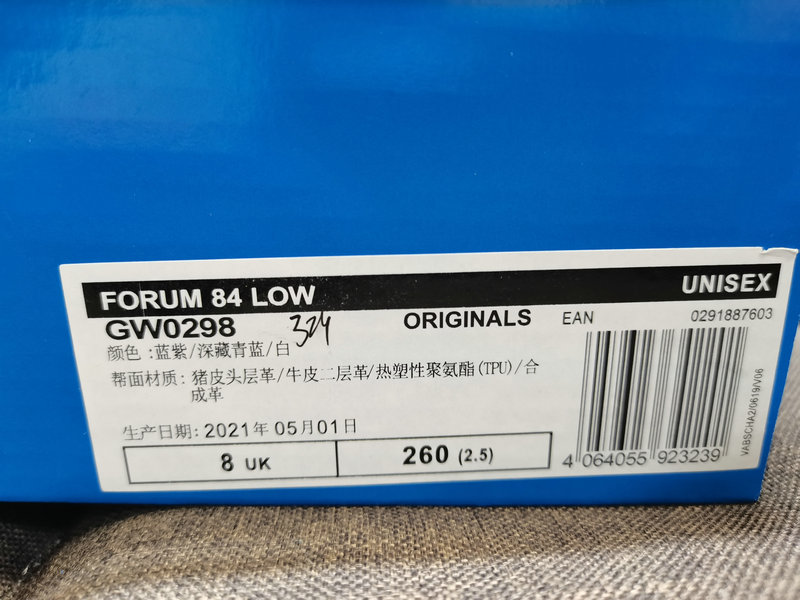 FORUM 84 LOW
UNISEX
GW0298
324
ORIGINALS
EAN
0291887603
颜色:蓝紫/深藏青蓝/白
帮面材质:猪皮头层革/牛皮二层革/热塑性聚氨酯(TPU)/合
成革
生产日期:2021年 05月01日
8 UK
260 (2.5)
4 064055 923239
VABSCHA2/0619/V06